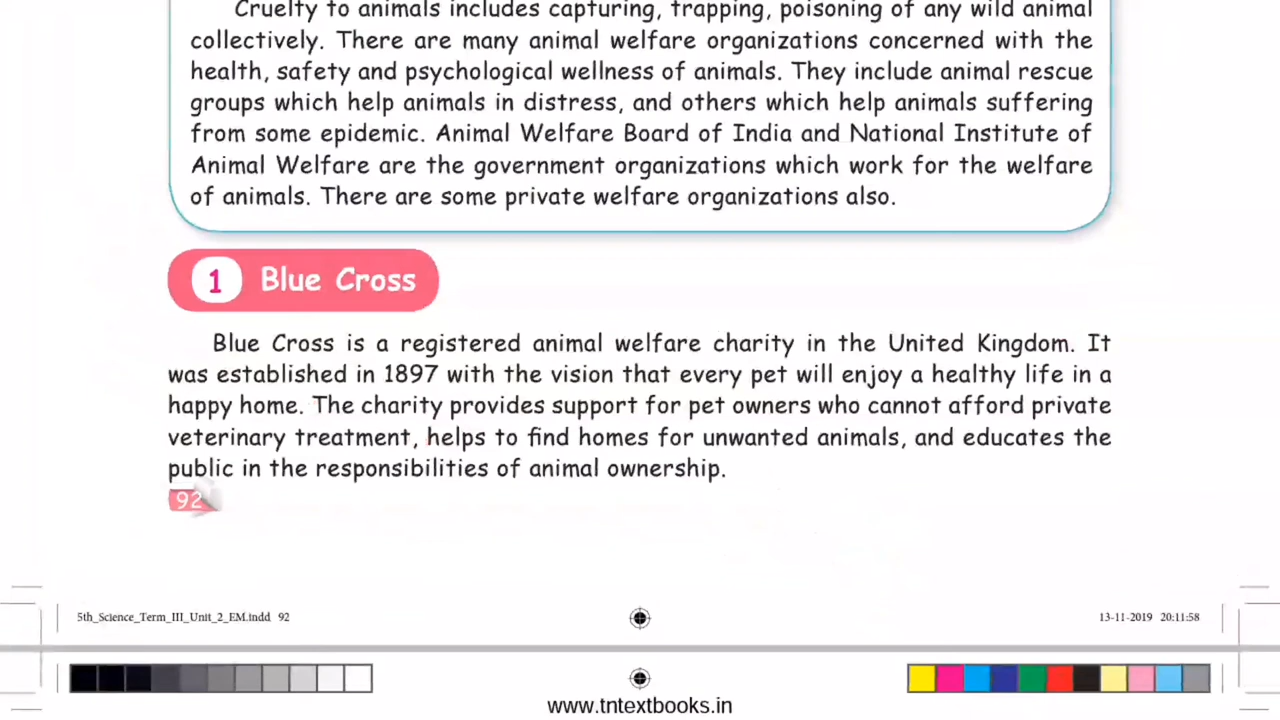 Cruelty to animals includes capturing, trapping, poisoning of any wild animal
collectively. There are many animal welfare organizations concerned with the
health, safety and psychological wellness of animals. They include animal rescue
groups which help animals in distress, and others which help animals suffering
from some epidemic. Animal Welfare Board of India and National Institute of
Animal Welfare are the government organizations which work for the welfare
of animals. There are some private welfare organizations also.
1 Blue Cross
Blue Cross is a registered animal welfare charity in the United Kingdom. It
was established in 1897 with the vision that every pet will enjoy a healthy life in a
happy home. The charity provides support for pet owners who cannot afford private
veterinary treatment, helps to find homes for unwanted animals, and educates the
public in the responsibilities of animal ownership.
92
5th_Science_Term_III_Unit_2_EM.indd 92 13-11-2019 20:11:58
www.tntextbooks.in